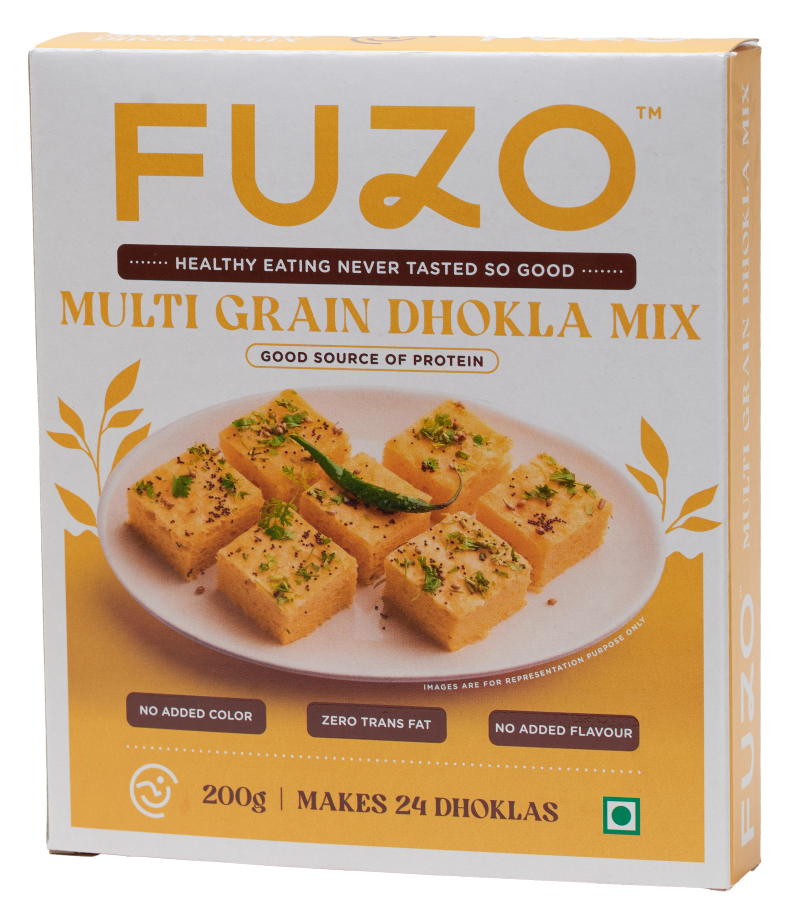 FUZO™
HEALTHY EATING NEVER TASTED SO GOOD
MULTI GRAIN DHOKLA MIX
GOOD SOURCE OF PROTEIN
IMAGES ARE FOR REPRESENTATION PURPOSE ONLY
NO ADDED COLOR
ZERO TRANS FAT
NO ADDED FLAVOUR
200g | MAKES 24 DHOKLAS
FUZO
MULTI GRAIN DHOKLA MIX